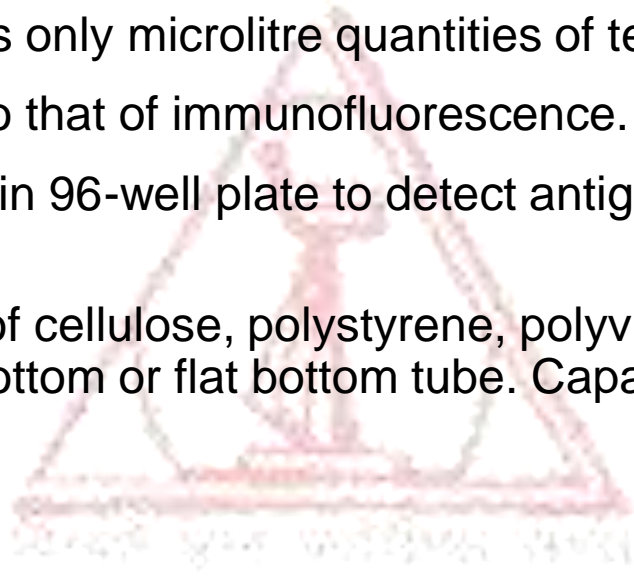 s only microlitre quantities of te
o that of immunofluorescence.
in 96-well plate to detect antig
of cellulose, polystyrene, polyv
ottom or flat bottom tube. Capa